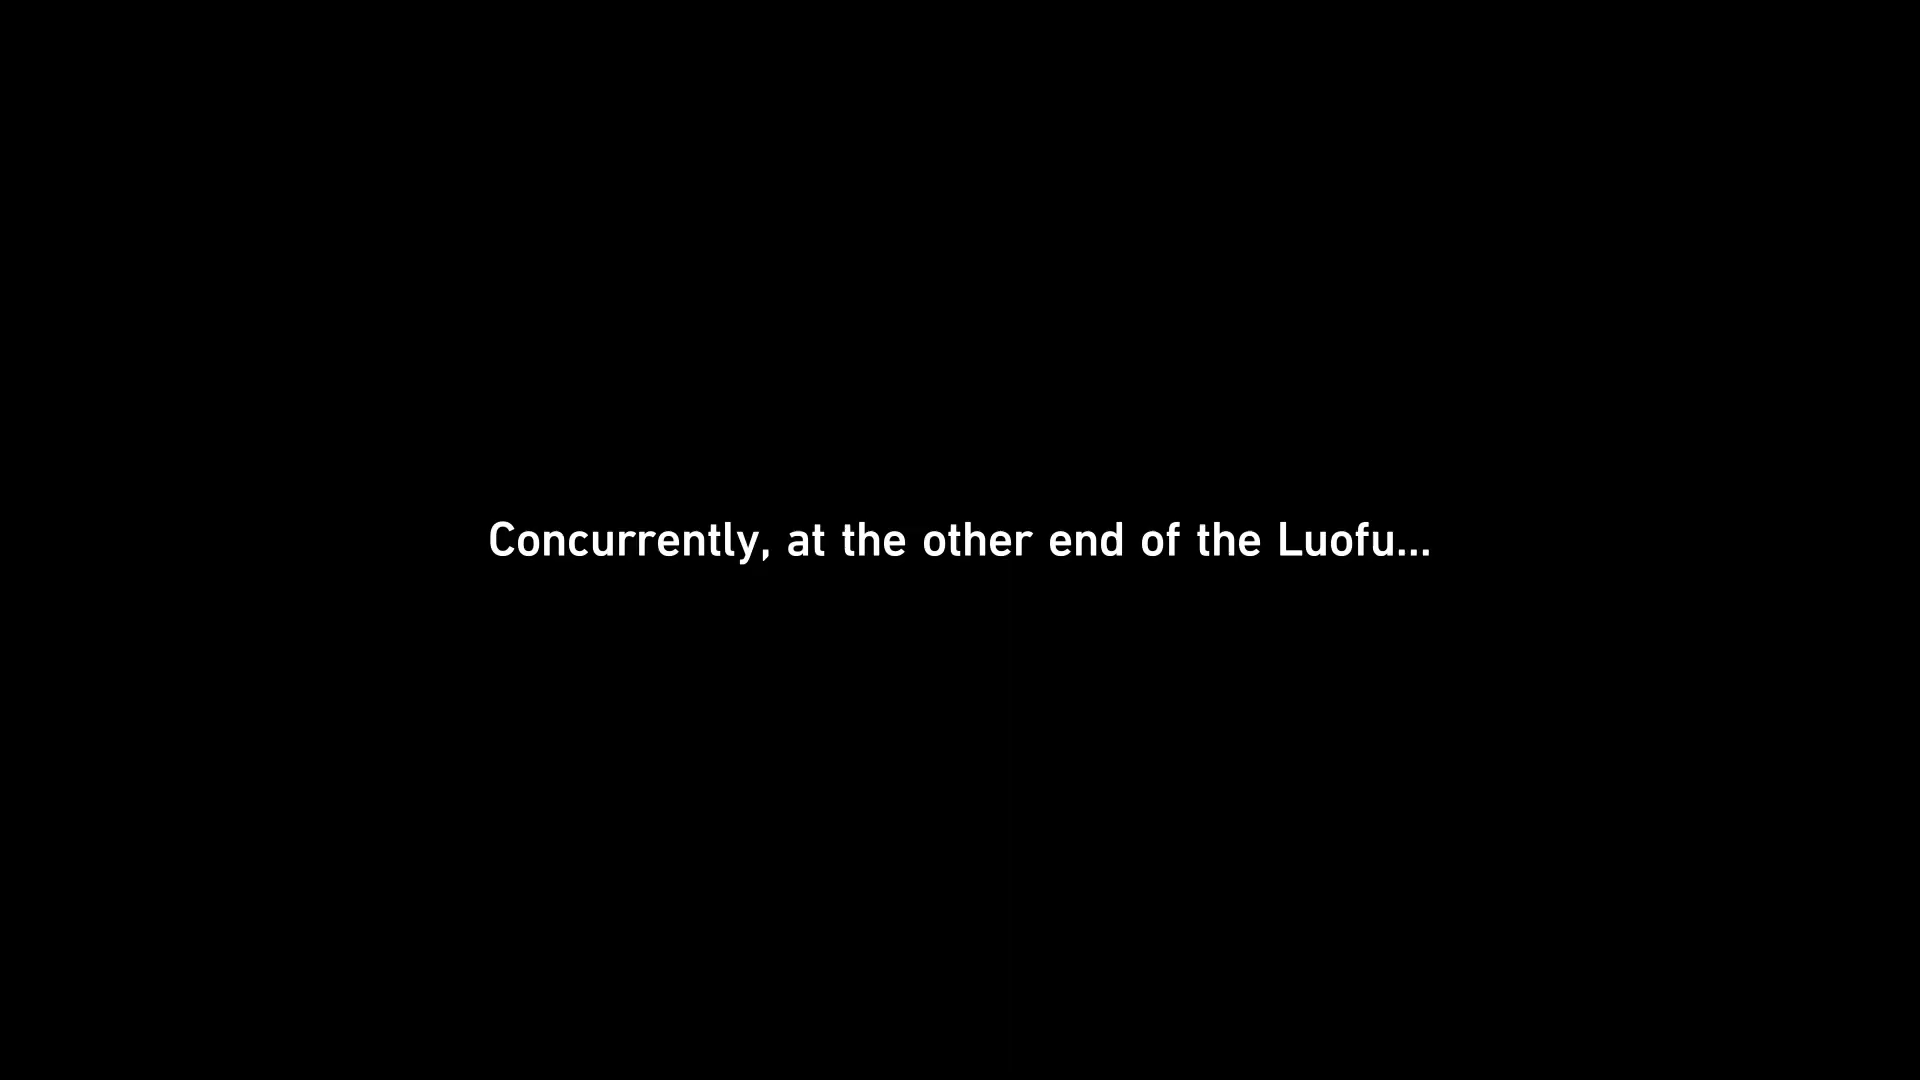 Concurrently, at the other end of the Luofu...